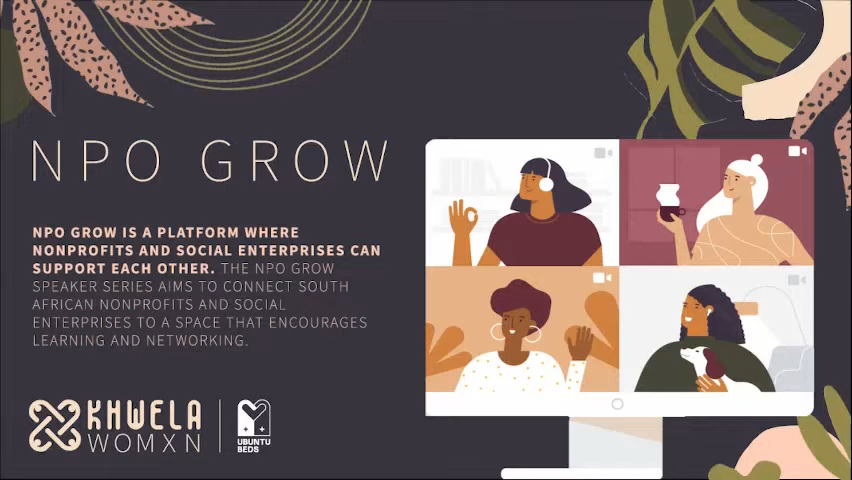 NPO GROW
NPO GROW IS A PLATFORM WHERE
NONPROFITS AND SOCIAL ENTERPRISES CAN
SUPPORT EACH OTHER. THE NPO GROW
SPEAKER SERIES AIMS TO CONNECT SOUTH
AFRICAN NONPROFITS AND SOCIAL
ENTERPRISES TO A SPACE THAT ENCOURAGES
LEARNING AND NETWORKING.
KHWELA
WOMXN
UBUNTU
BEDS